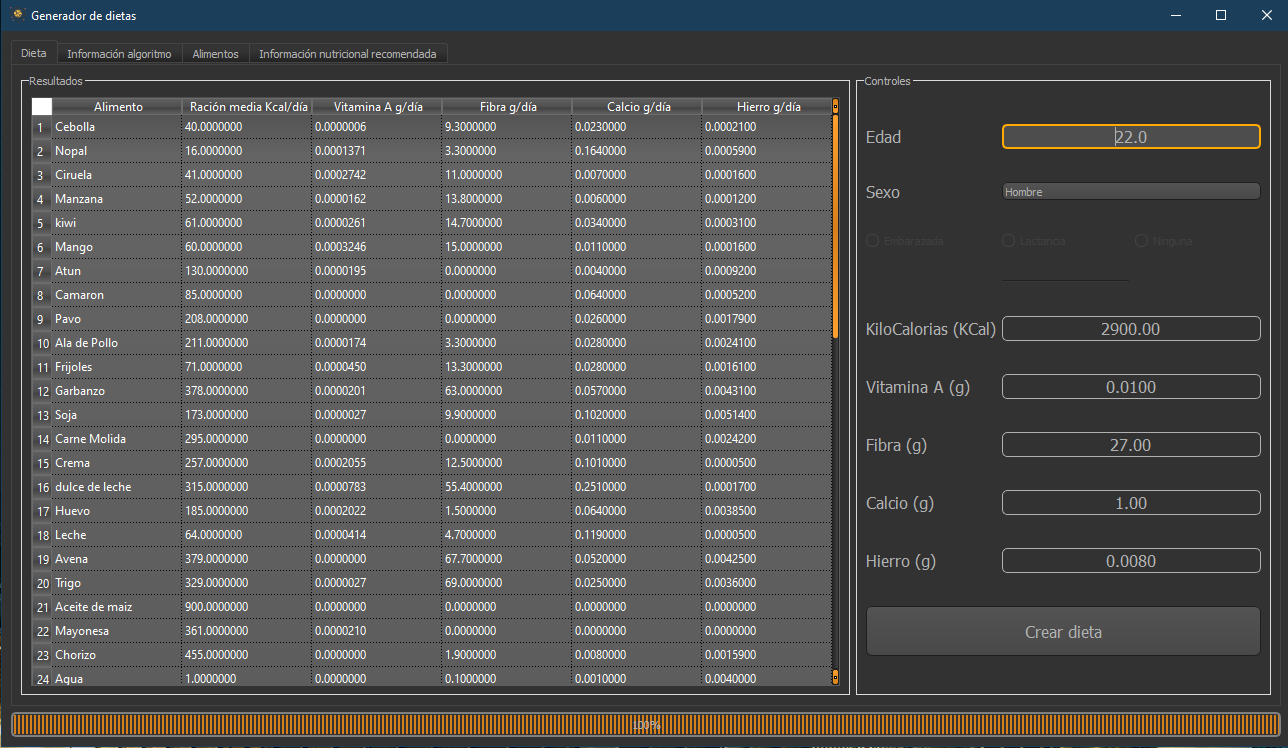 Generador de dietas
Dieta Información algoritmo Alimentos Información nutricional recomendada
Resultados
Alimento Ración media Kcal/día Vitamina A g/día Fibra g/día Calcio g/día Hierro g/día
1 Cebolla 40.0000000 0.0000006 9.3000000 0.0230000 0.0002100
2 Nopal 16.0000000 0.0001371 3.3000000 0.1640000 0.0005900
3 Ciruela 41.0000000 0.0002742 11.0000000 0.0070000 0.0001600
4 Manzana 52.0000000 0.0000162 13.8000000 0.0060000 0.0001200
5 kiwi 61.0000000 0.0000261 14.7000000 0.0340000 0.0003100
6 Mango 60.0000000 0.0003246 15.0000000 0.0110000 0.0001600
7 Atun 130.0000000 0.0000195 0.0000000 0.0040000 0.0009200
8 Camaron 85.0000000 0.0000000 0.0000000 0.0640000 0.0005200
9 Pavo 208.0000000 0.0000000 0.0000000 0.0260000 0.0017900
10 Ala de Pollo 211.0000000 0.0000174 3.3000000 0.0280000 0.0024100
11 Frijoles 71.0000000 0.0000450 13.3000000 0.0280000 0.0016100
12 Garbanzo 378.0000000 0.0000201 63.0000000 0.0570000 0.0043100
13 Soja 173.0000000 0.0000027 9.9000000 0.1020000 0.0051400
14 Carne Molida 295.0000000 0.0000000 0.0000000 0.0110000 0.0024200
15 Crema 257.0000000 0.0002055 12.5000000 0.1010000 0.0000500
16 dulce de leche 315.0000000 0.0000783 55.4000000 0.2510000 0.0001700
17 Huevo 185.0000000 0.0002022 1.5000000 0.0640000 0.0038500
18 Leche 64.0000000 0.0000414 4.7000000 0.1190000 0.0000500
19 Avena 379.0000000 0.0000000 67.7000000 0.0520000 0.0042500
20 Trigo 329.0000000 0.0000027 69.0000000 0.0250000 0.0036000
21 Aceite de maiz 900.0000000 0.0000000 0.0000000 0.0000000 0.0000000
22 Mayonesa 361.0000000 0.0000210 0.0000000 0.0000000 0.0000000
23 Chorizo 455.0000000 0.0000000 1.9000000 0.0080000 0.0015900
24 Agua 1.0000000 0.0000000 0.1000000 0.0010000 0.0040000
Controles
Edad 22.0
Sexo Hombre
Embarazada Lactancia Ninguna
KiloCalorias (KCal) 2900.00
Vitamina A (g) 0.0100
Fibra (g) 27.00
Calcio (g) 1.00
Hierro (g) 0.0080
Crear dieta
100%